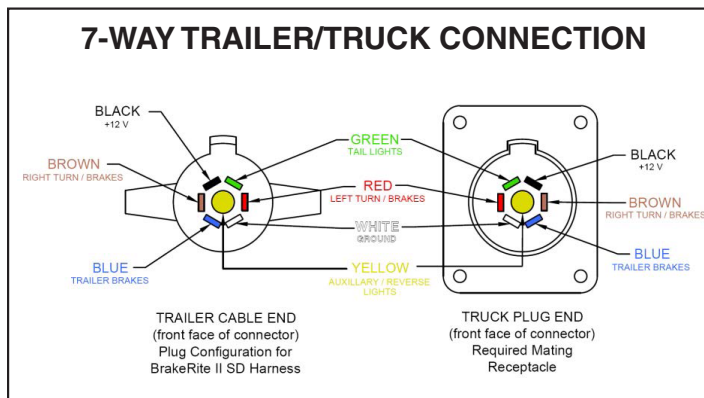 7-WAY TRAILER/TRUCK CONNECTION
BLACK
+12 V
BROWN
RIGHT TURN / BRAKES
BLUE
TRAILER BRAKES
GREEN
TAIL LIGHTS
RED
LEFT TURN / BRAKES
WHITE
GROUND
YELLOW
AUXILLARY / REVERSE
LIGHTS
BLACK
+12 V
BROWN
RIGHT TURN / BRAKES
BLUE
TRAILER BRAKES
TRAILER CABLE END
(front face of connector)
Plug Configuration for
BrakeRite II SD Harness
TRUCK PLUG END
(front face of connector)
Required Mating
Receptacle